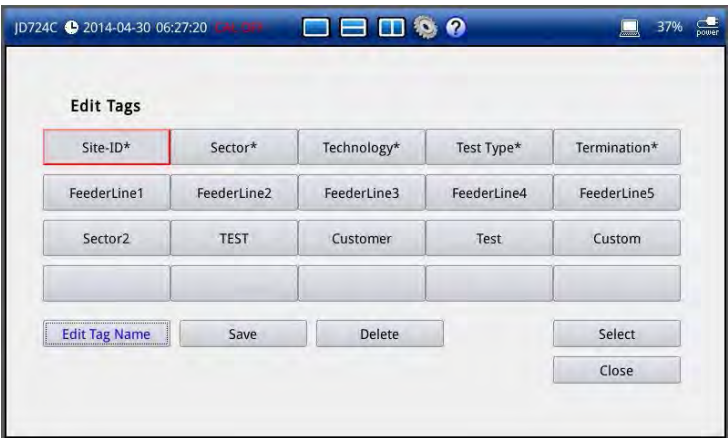 JD724C 2014-04-30 06:27:20 CAL OFF 37% power
Edit Tags
Site-ID* Sector* Technology* Test Type* Termination*
FeederLine1 FeederLine2 FeederLine3 FeederLine4 FeederLine5
Sector2 TEST Customer Test Custom
Edit Tag Name Save Delete Select
Close